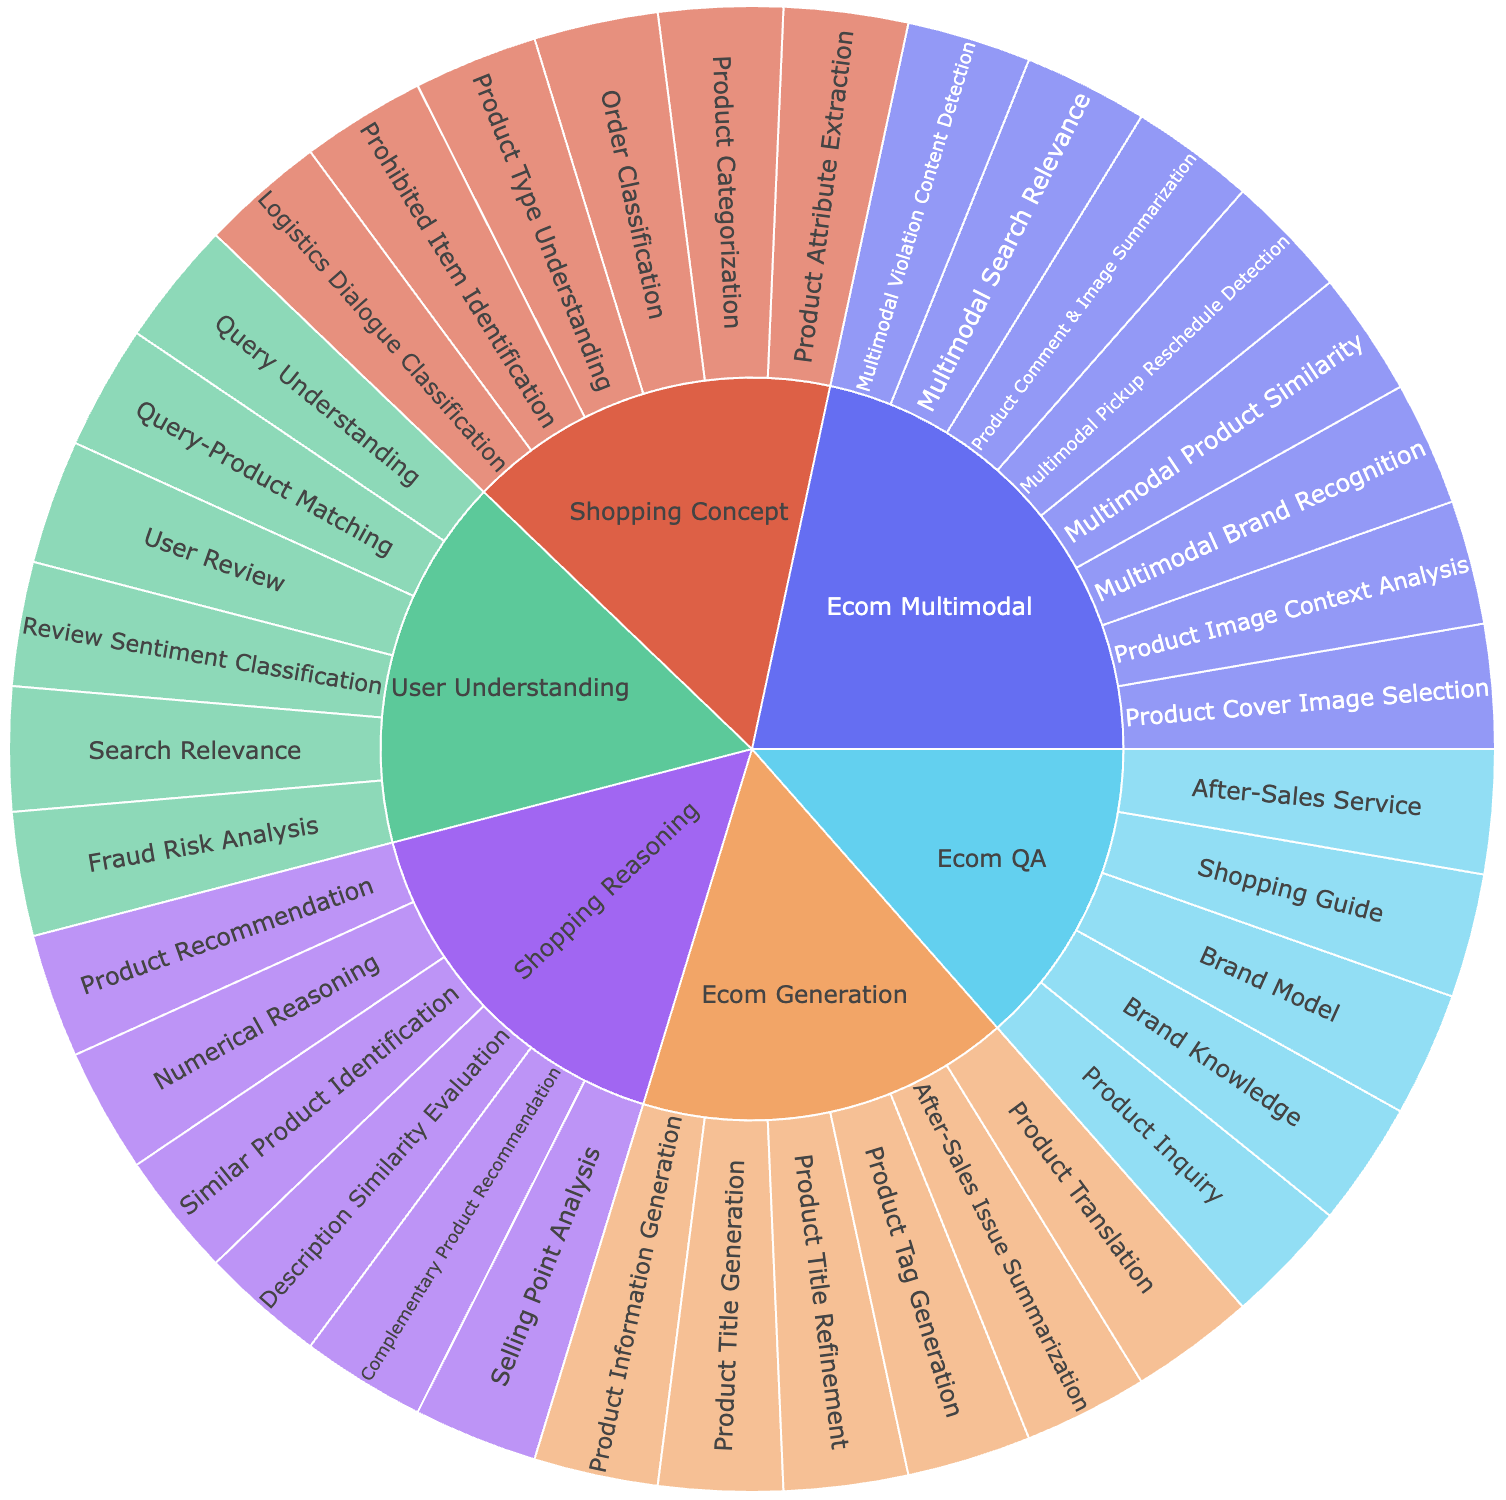 Shopping Concept
Logistics Dialogue Classification
Prohibited Item Identification
Product Type Understanding
Order Classification
Product Categorization
Product Attribute Extraction
Ecom Multimodal
Multimodal Violation Content Detection
Multimodal Search Relevance
Product Comment & Image Summarization
Multimodal Pickup Reschedule Detection
Multimodal Product Similarity
Multimodal Brand Recognition
Product Image Context Analysis
Product Cover Image Selection
Ecom QA
After-Sales Service
Shopping Guide
Brand Model
Brand Knowledge
Product Inquiry
Ecom Generation
Product Translation
After-Sales Issue Summarization
Product Tag Generation
Product Title Refinement
Product Title Generation
Product Information Generation
Shopping Reasoning
Selling Point Analysis
Complementary Product Recommendation
Description Similarity Evaluation
Similar Product Identification
Numerical Reasoning
Product Recommendation
User Understanding
Fraud Risk Analysis
Search Relevance
Review Sentiment Classification
User Review
Query-Product Matching
Query Understanding